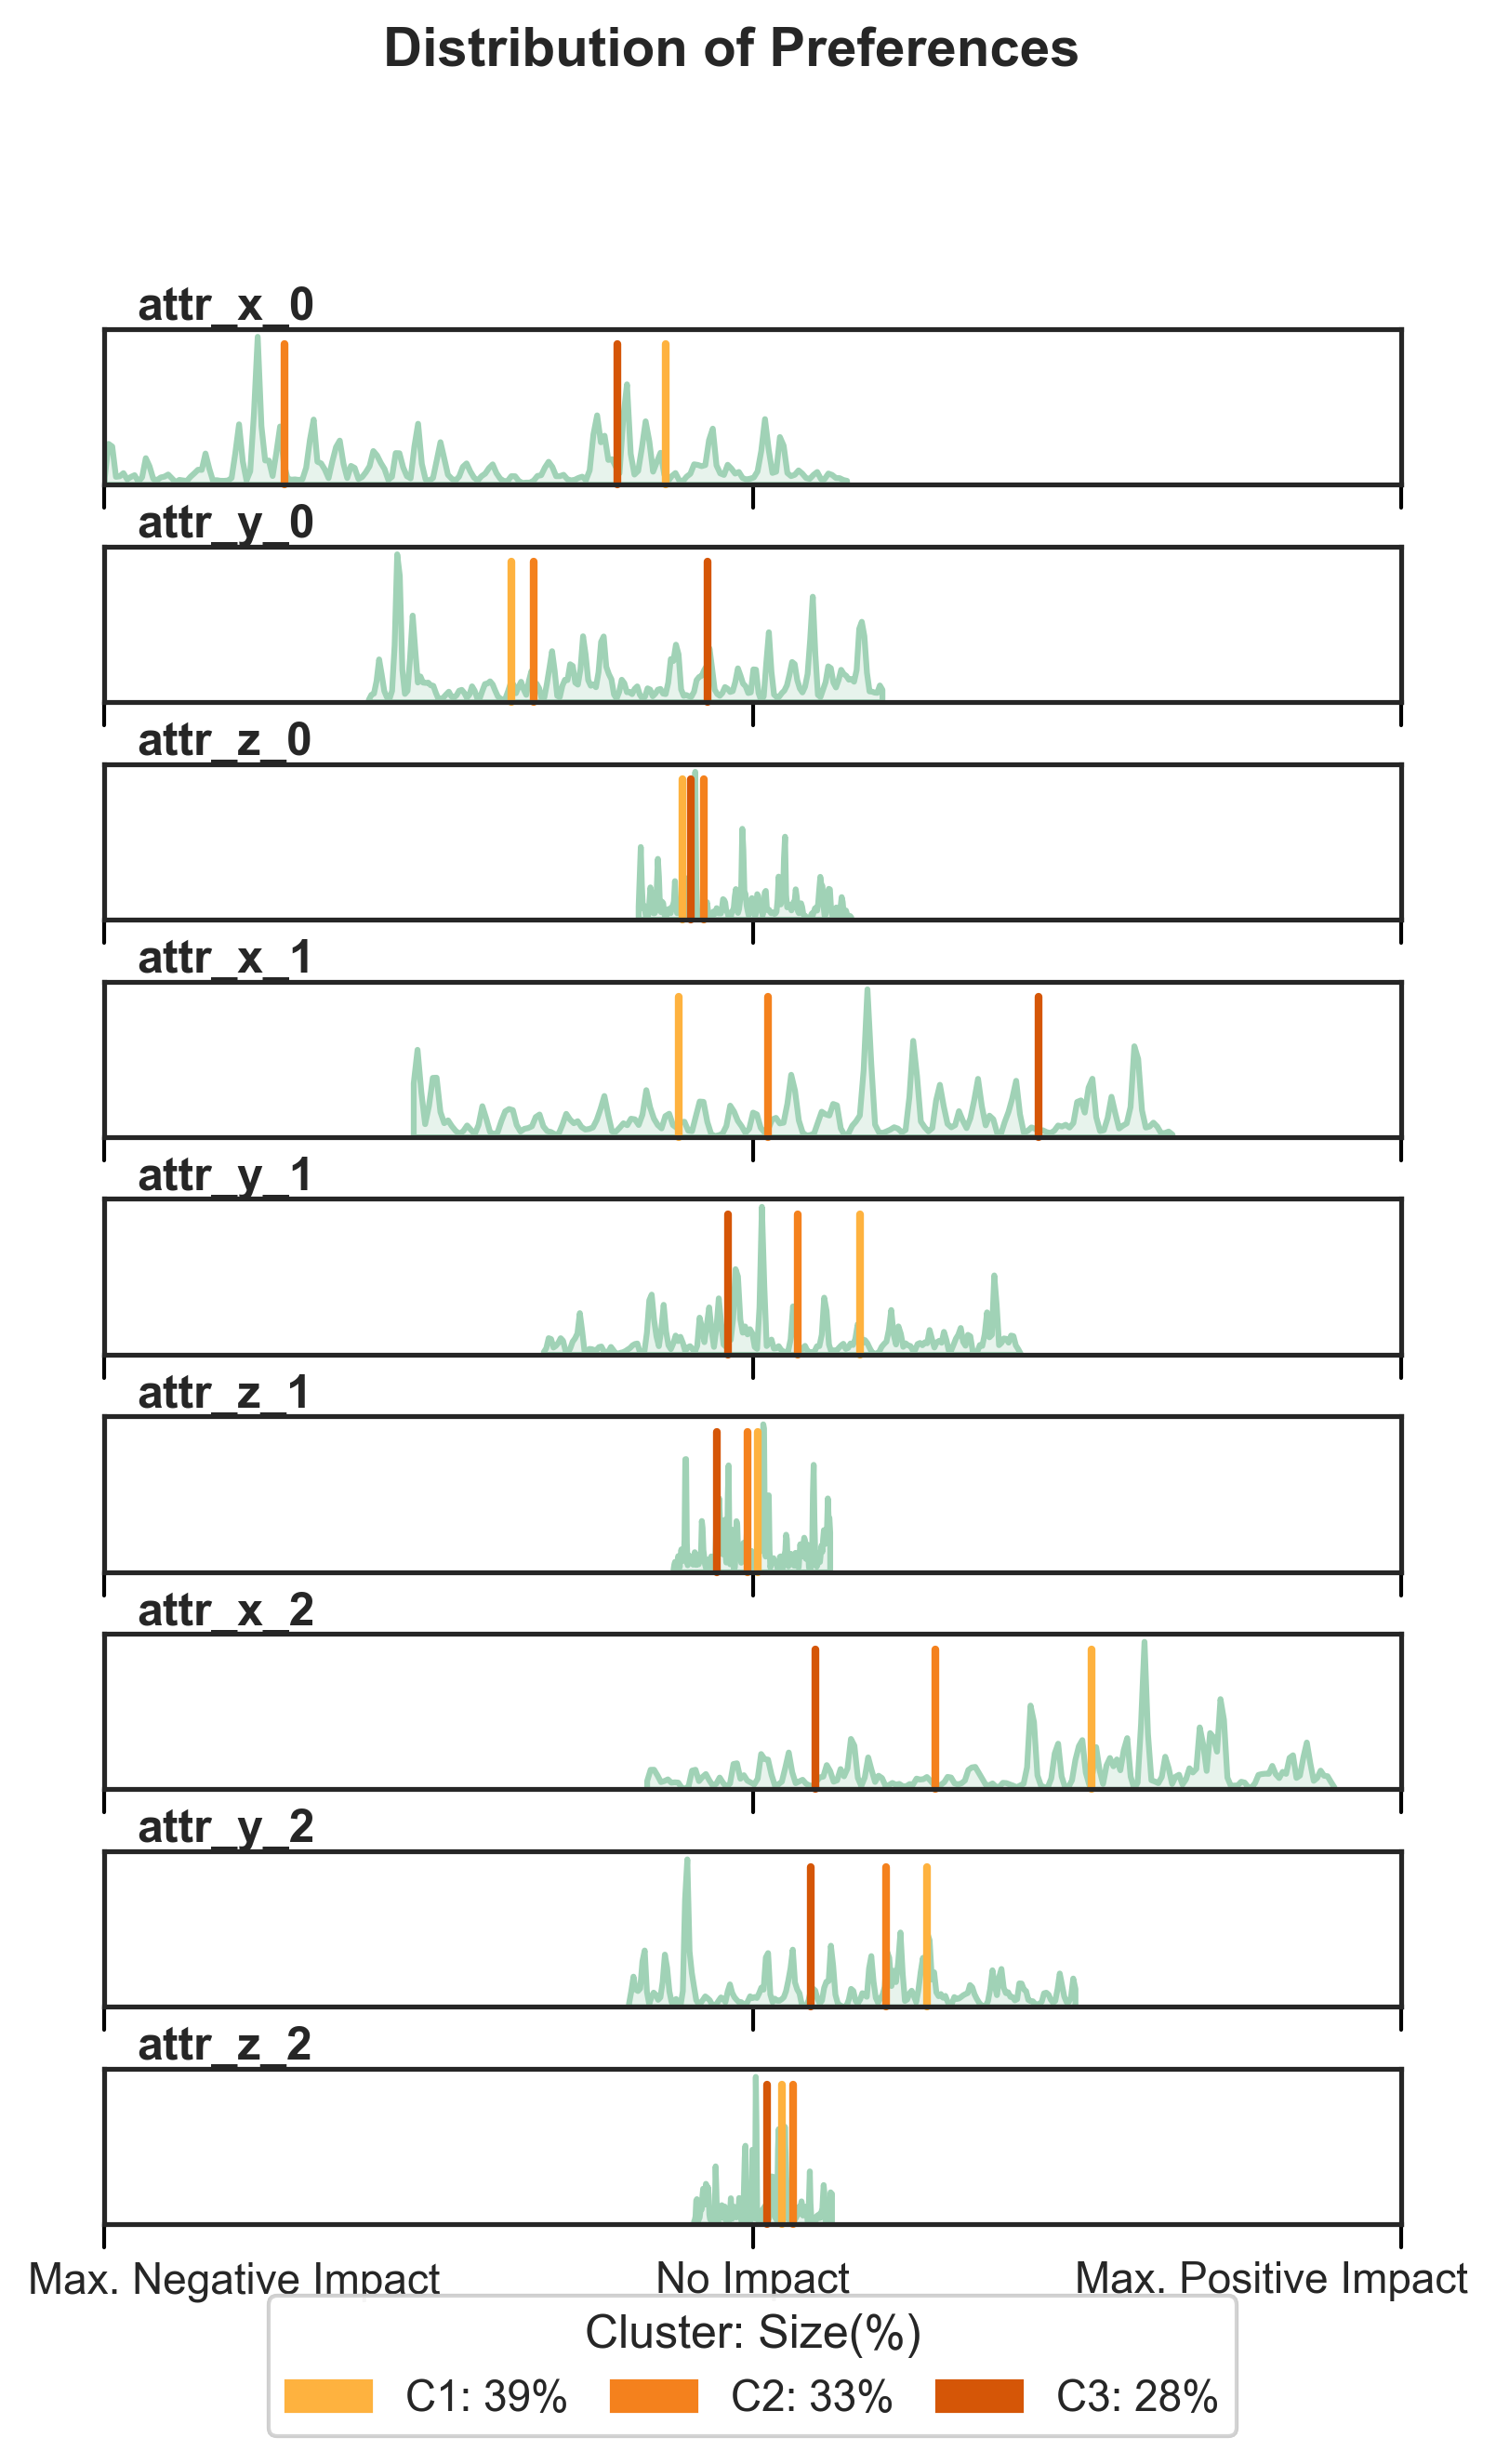 Distribution of Preferences
attr_x_0
attr_y_0
attr_z_0
attr_x_1
attr_y_1
attr_z_1
attr_x_2
attr_y_2
attr_z_2
Max. Negative Impact No Impact Max. Positive Impact
Cluster: Size(%)
C1: 39% C2: 33% C3: 28%